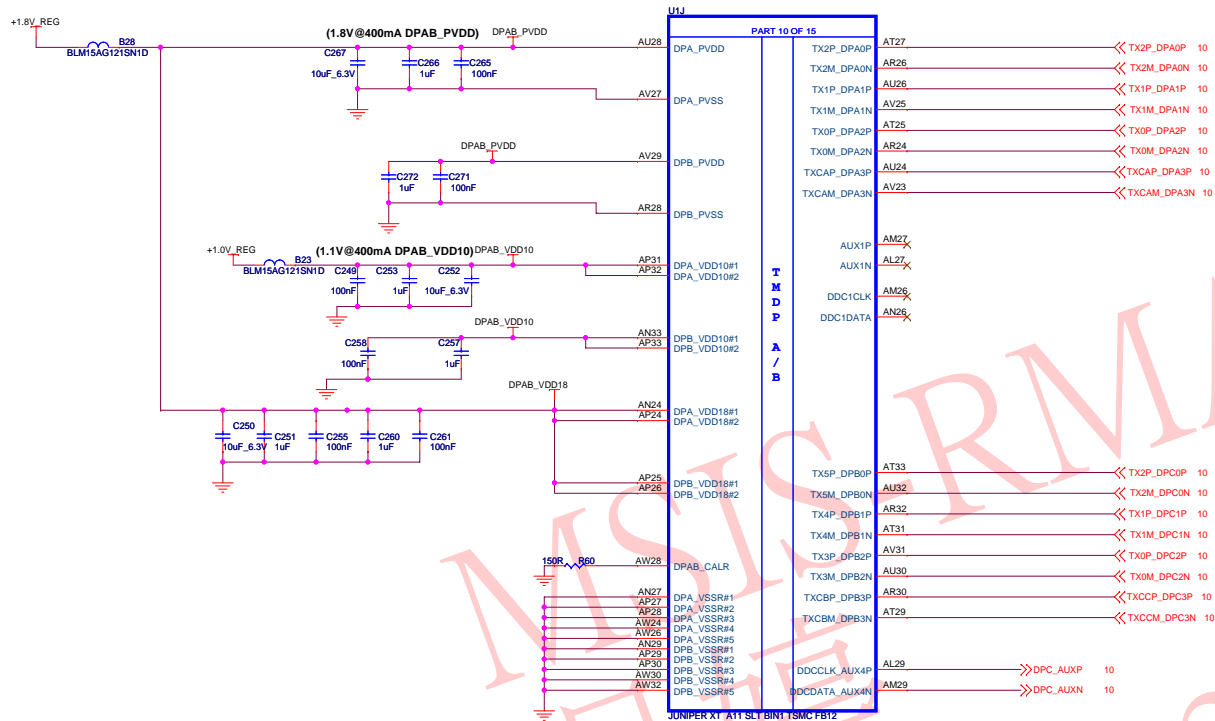 +1.8V_REG
B28
BLM15AG121SN1D
(1.8V@400mA DPAB_PVDD)
DPAB_PVDD
C267
10uF_6.3V
C266
1uF
C265
100nF
DPAB_PVDD
C272
1uF
C271
100nF
+1.0V_REG
B23
BLM15AG121SN1D
(1.1V@400mA DPAB_VDD10)
DPAB_VDD10
C249
100nF
C253
1uF
C252
10uF_6.3V
DPAB_VDD10
C258
100nF
C257
1uF
DPAB_VDD18
C250
10uF_6.3V
C251
1uF
C255
100nF
C260
1uF
C261
100nF
150R R60
U1J
PART 10 OF 15
TMDP A/B
AU28 DPA_PVDD
AV27 DPA_PVSS
AV29 DPB_PVDD
AR28 DPB_PVSS
AP31 DPA_VDD10#1
AP32 DPA_VDD10#2
AN33 DPB_VDD10#1
AP33 DPB_VDD10#2
AN24 DPA_VDD18#1
AP24 DPA_VDD18#2
AP25 DPB_VDD18#1
AP26 DPB_VDD18#2
AW28 DPAB_CALR
AN27 DPA_VSSR#1
AP27 DPA_VSSR#2
AP28 DPA_VSSR#3
AW24 DPA_VSSR#4
AW26 DPA_VSSR#5
AN29 DPB_VSSR#1
AP29 DPB_VSSR#2
AP30 DPB_VSSR#3
AW30 DPB_VSSR#4
AW32 DPB_VSSR#5
TX2P_DPA0P AT27 TX2P_DPA0P 10
TX2M_DPA0N AR26 TX2M_DPA0N 10
TX1P_DPA1P AU26 TX1P_DPA1P 10
TX1M_DPA1N AV25 TX1M_DPA1N 10
TX0P_DPA2P AT25 TX0P_DPA2P 10
TX0M_DPA2N AR24 TX0M_DPA2N 10
TXCAP_DPA3P AU24 TXCAP_DPA3P 10
TXCAM_DPA3N AV23 TXCAM_DPA3N 10
AUX1P AM27
AUX1N AL27
DDC1CLK AM26
DDC1DATA AN26
TX5P_DPB0P AT33 TX2P_DPC0P 10
TX5M_DPB0N AU32 TX2M_DPC0N 10
TX4P_DPB1P AR32 TX1P_DPC1P 10
TX4M_DPB1N AT31 TX1M_DPC1N 10
TX3P_DPB2P AV31 TX0P_DPC2P 10
TX3M_DPB2N AU30 TX0M_DPC2N 10
TXCBP_DPB3P AR30 TXCCP_DPC3P 10
TXCBM_DPB3N AT29 TXCCM_DPC3N 10
DDCCLK_AUX4P AL29 DPC_AUXP 10
DDCDATA_AUX4N AM29 DPC_AUXN 10
JUNIPER XT A11 SLT BIN1 TSMC FB12
MSIS-RMA